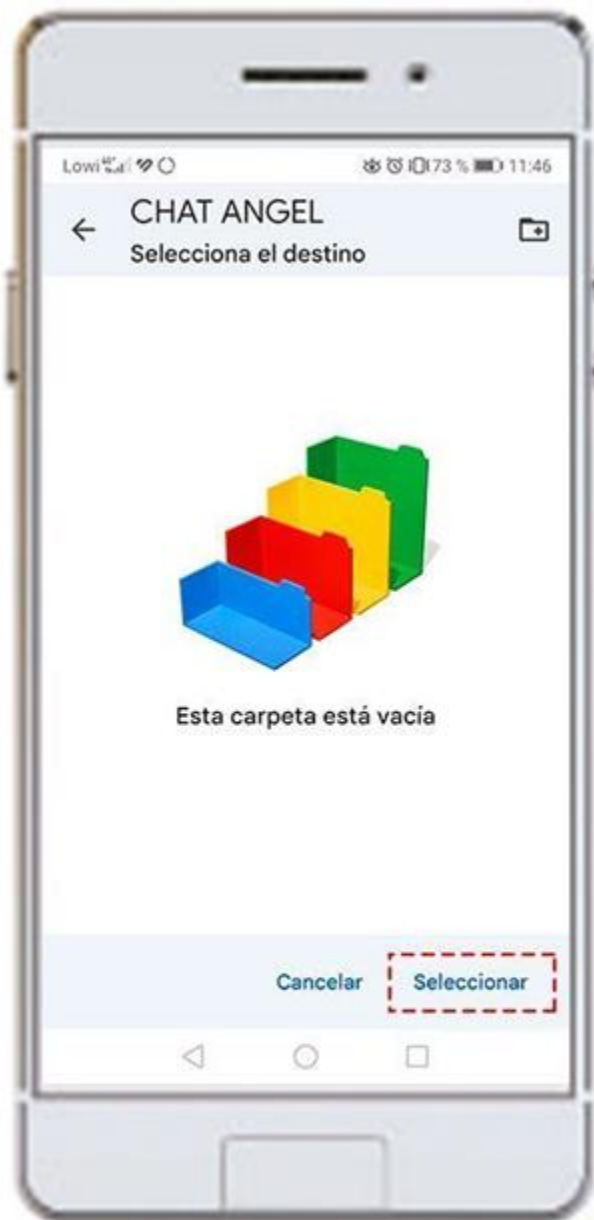 Lowi 73 % 11:46
CHAT ANGEL
Selecciona el destino
Esta carpeta está vacía
Cancelar Seleccionar